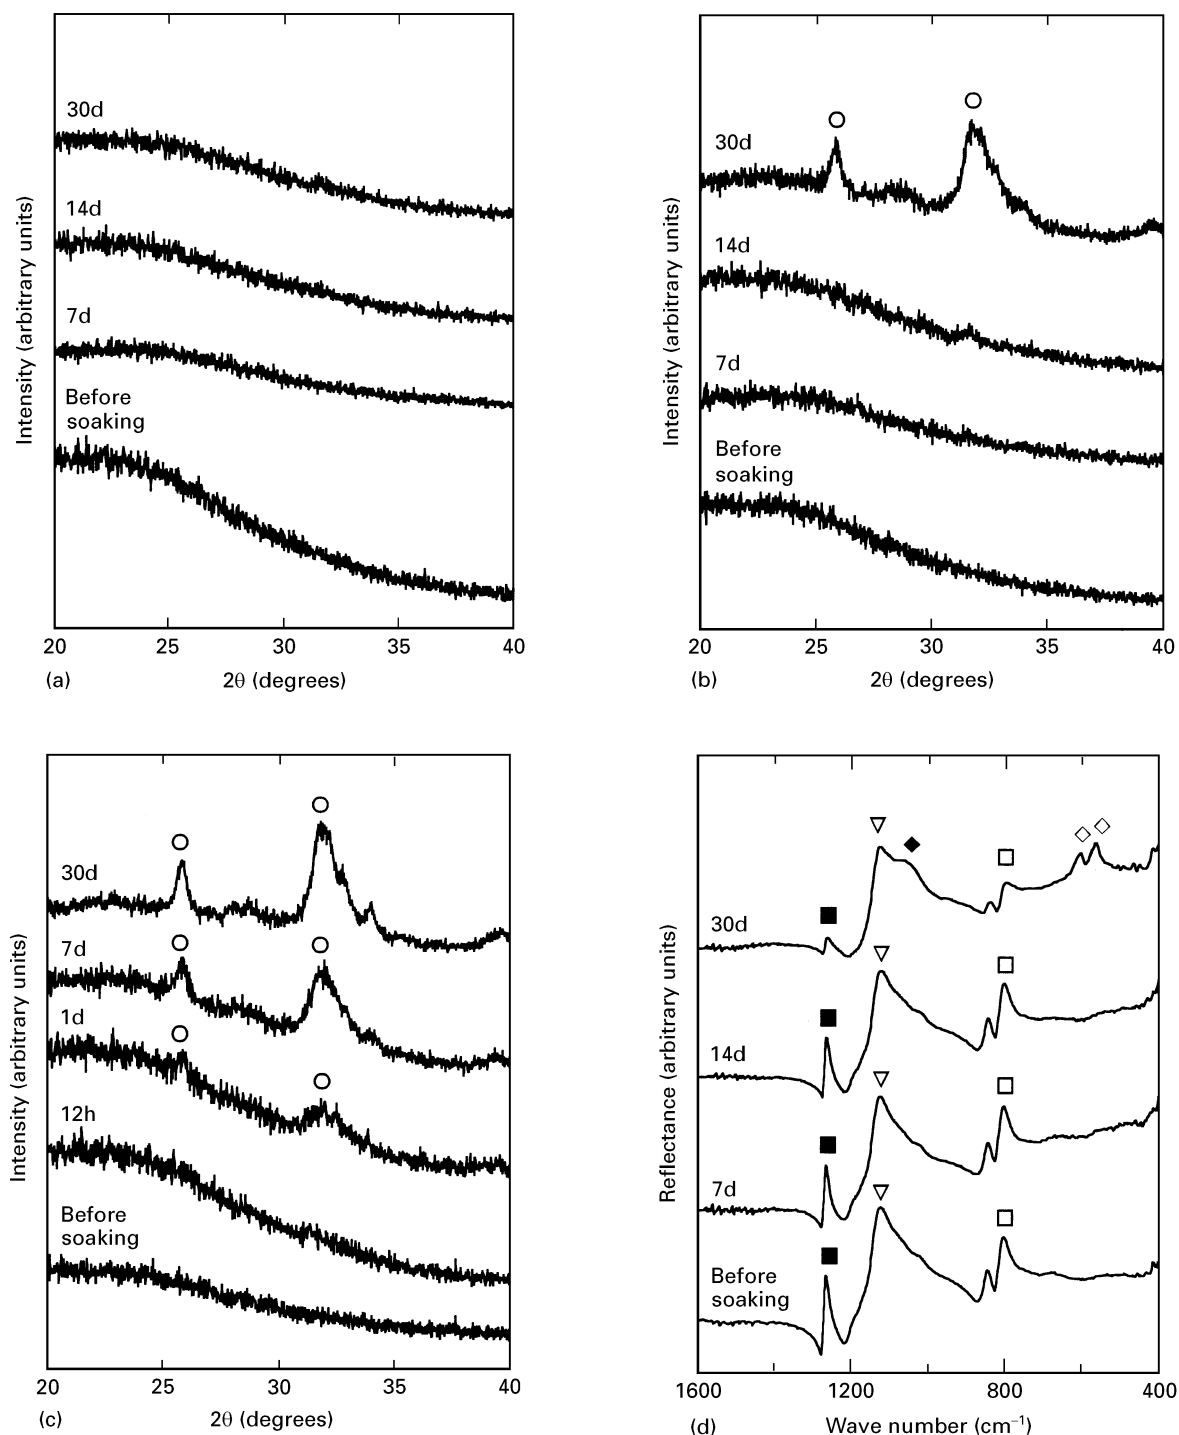 30d
14d
7d
Before
soaking
Intensity (arbitrary units)
20 25 30 35 40
(a) 2θ (degrees)
30d
14d
7d
Before
soaking
Intensity (arbitrary units)
20 25 30 35 40
(b) 2θ (degrees)
30d
7d
1d
12h
Before
soaking
Intensity (arbitrary units)
20 25 30 35 40
(c) 2θ (degrees)
30d
14d
7d
Before
soaking
Reflectance (arbitrary units)
1600 1200 800 400
(d) Wave number (cm⁻¹)